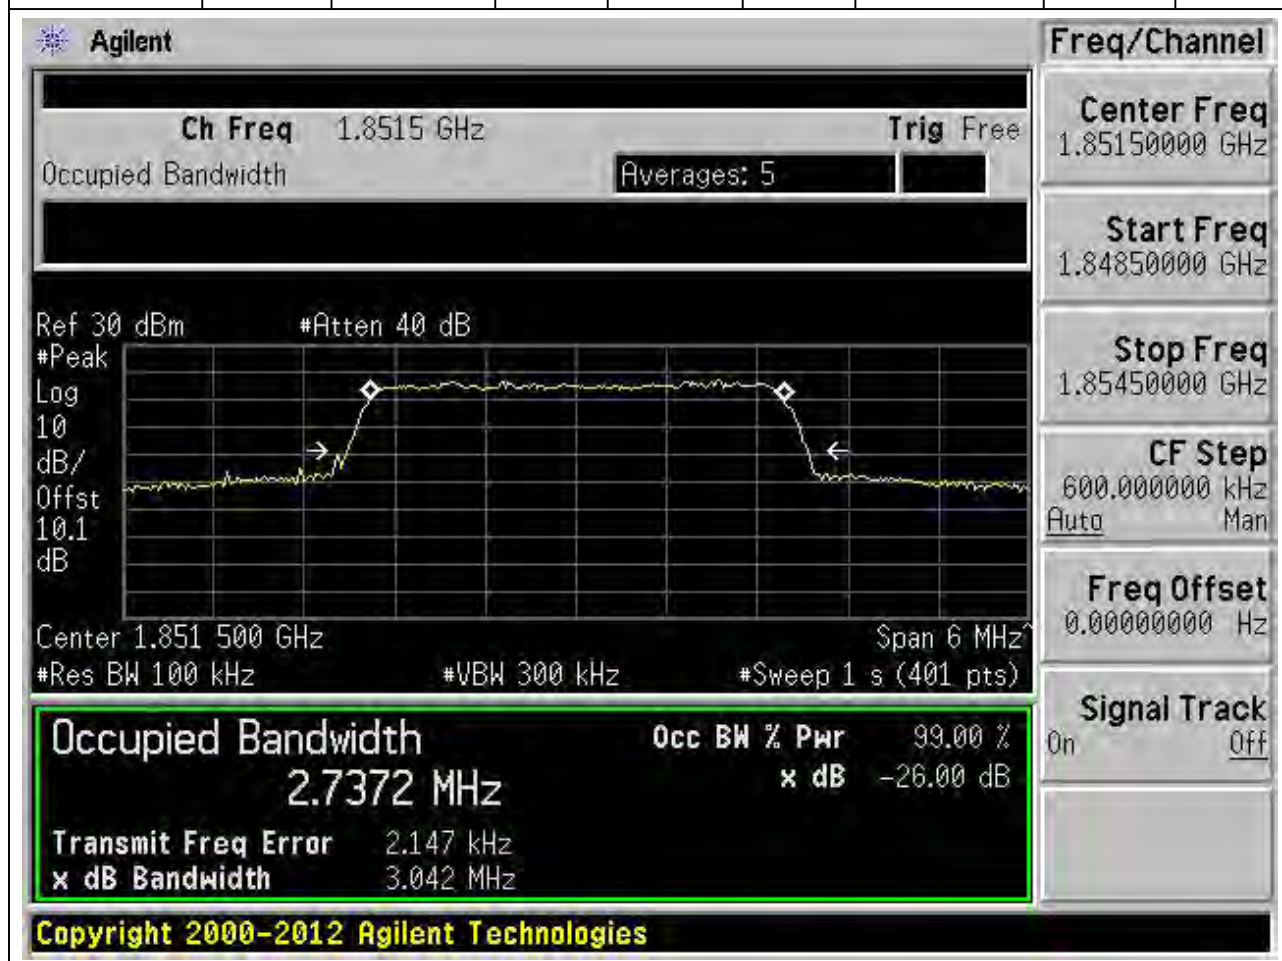 Agilent
Freq/Channel
Ch Freq 1.8515 GHz Trig Free
Occupied Bandwidth Averages: 5
Center Freq
1.85150000 GHz
Start Freq
1.84850000 GHz
Stop Freq
1.85450000 GHz
CF Step
600.000000 kHz
Auto Man
Freq Offset
0.00000000 Hz
Signal Track
On Off
Ref 30 dBm #Atten 40 dB
#Peak
Log
10
dB/
Offst
10.1
dB
Center 1.851 500 GHz Span 6 MHz^
#Res BW 100 kHz #VBW 300 kHz #Sweep 1 s (401 pts)
Occupied Bandwidth
2.7372 MHz
Occ BW % Pwr 99.00 %
x dB -26.00 dB
Transmit Freq Error 2.147 kHz
x dB Bandwidth 3.042 MHz
Copyright 2000-2012 Agilent Technologies